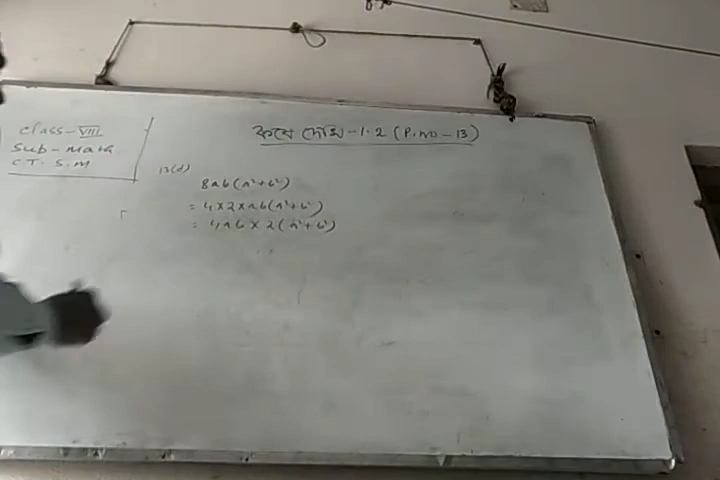 Class-VIII
Sub-Math
C.T. S.M
কষে দেখি-1.2 (P.NO-13)
13(d)
8ab(a²+b²)
= 4×2×ab(a²+b²)
= 4ab×2(a²+b²)